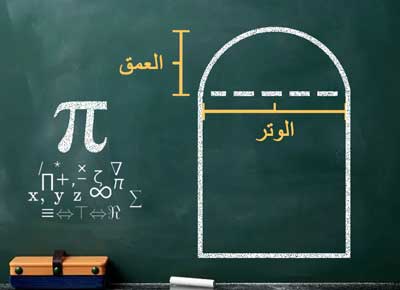 العمق
الوتر
π
∏ + x ζ ∞ ∇ π
x, y z ∑
≡⇔⊤⇔ℜ